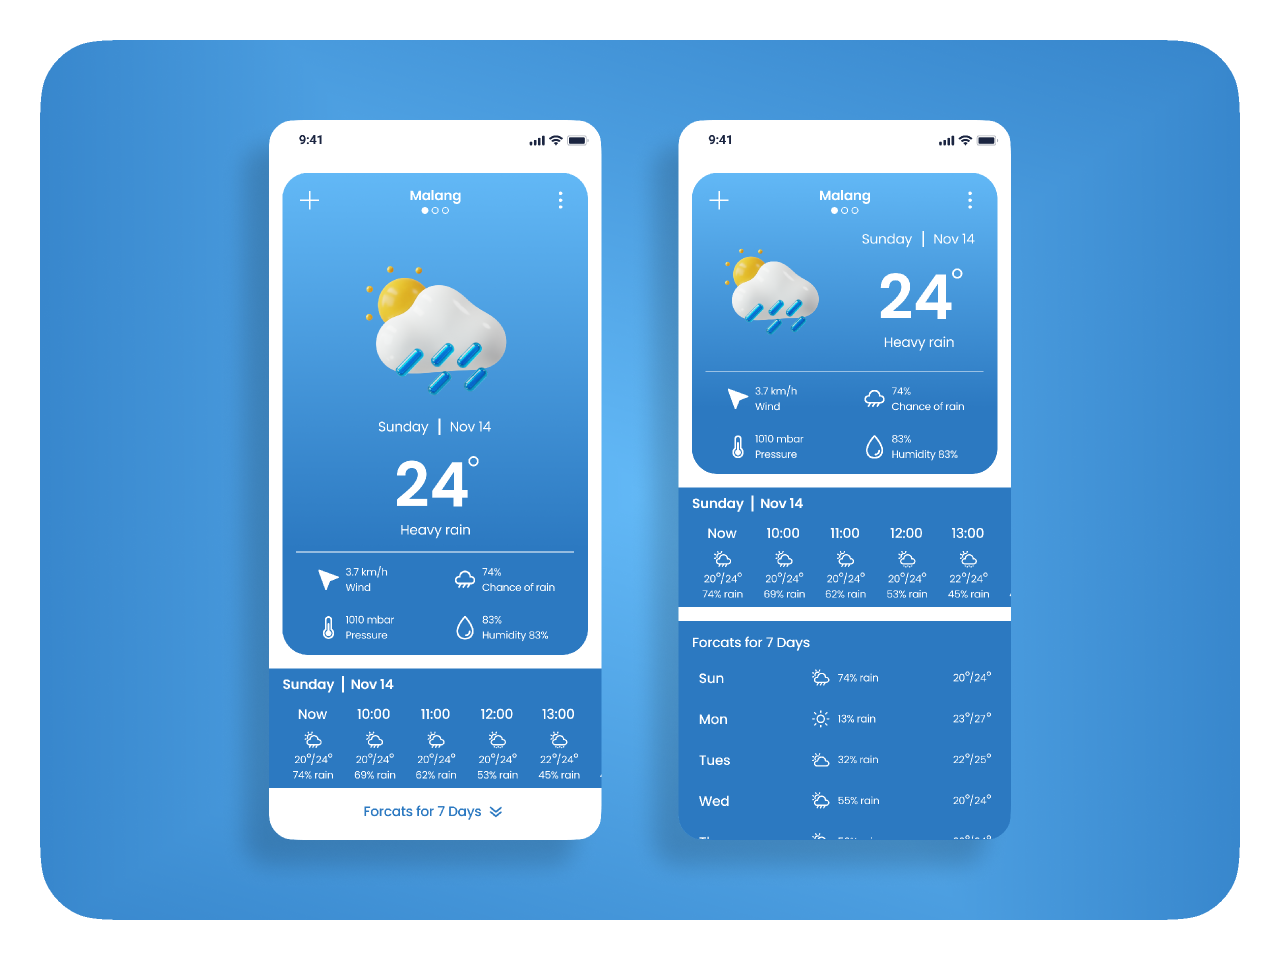 9:41
Malang
Sunday | Nov 14
24°
Heavy rain
3.7 km/h
Wind
74%
Chance of rain
1010 mbar
Pressure
83%
Humidity 83%
Sunday | Nov 14
Now 10:00 11:00 12:00 13:00
20°/24° 20°/24° 20°/24° 20°/24° 22°/24°
74% rain 69% rain 62% rain 53% rain 45% rain
Forcats for 7 Days
9:41
Malang
Sunday | Nov 14
24°
Heavy rain
3.7 km/h
Wind
74%
Chance of rain
1010 mbar
Pressure
83%
Humidity 83%
Sunday | Nov 14
Now 10:00 11:00 12:00 13:00
20°/24° 20°/24° 20°/24° 20°/24° 22°/24°
74% rain 69% rain 62% rain 53% rain 45% rain
Forcats for 7 Days
Sun 74% rain 20°/24°
Mon 13% rain 23°/27°
Tues 32% rain 22°/25°
Wed 55% rain 20°/24°